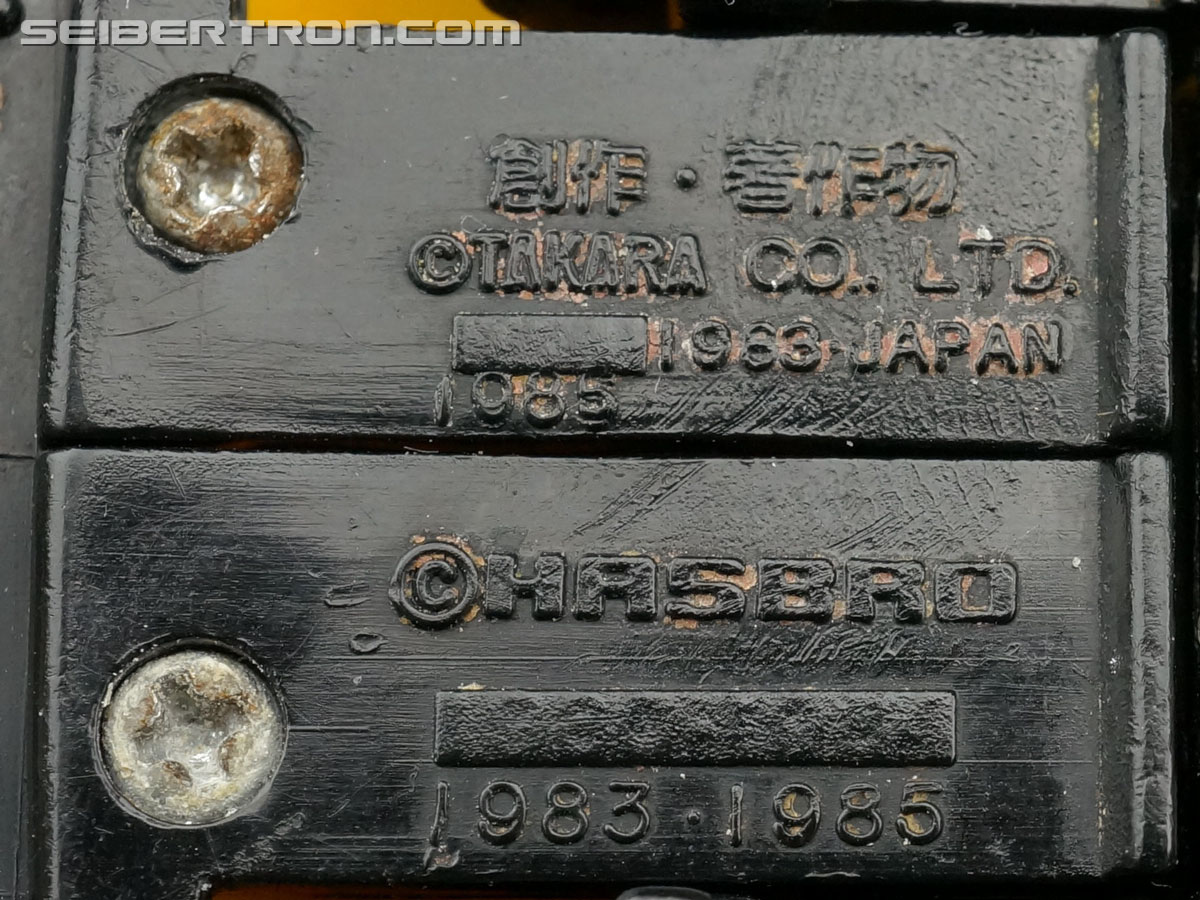 SEIBERTRON.com
創作・著作物
©TAKARA CO., LTD.
1983 JAPAN
1985
©HASBRO
1983・1985